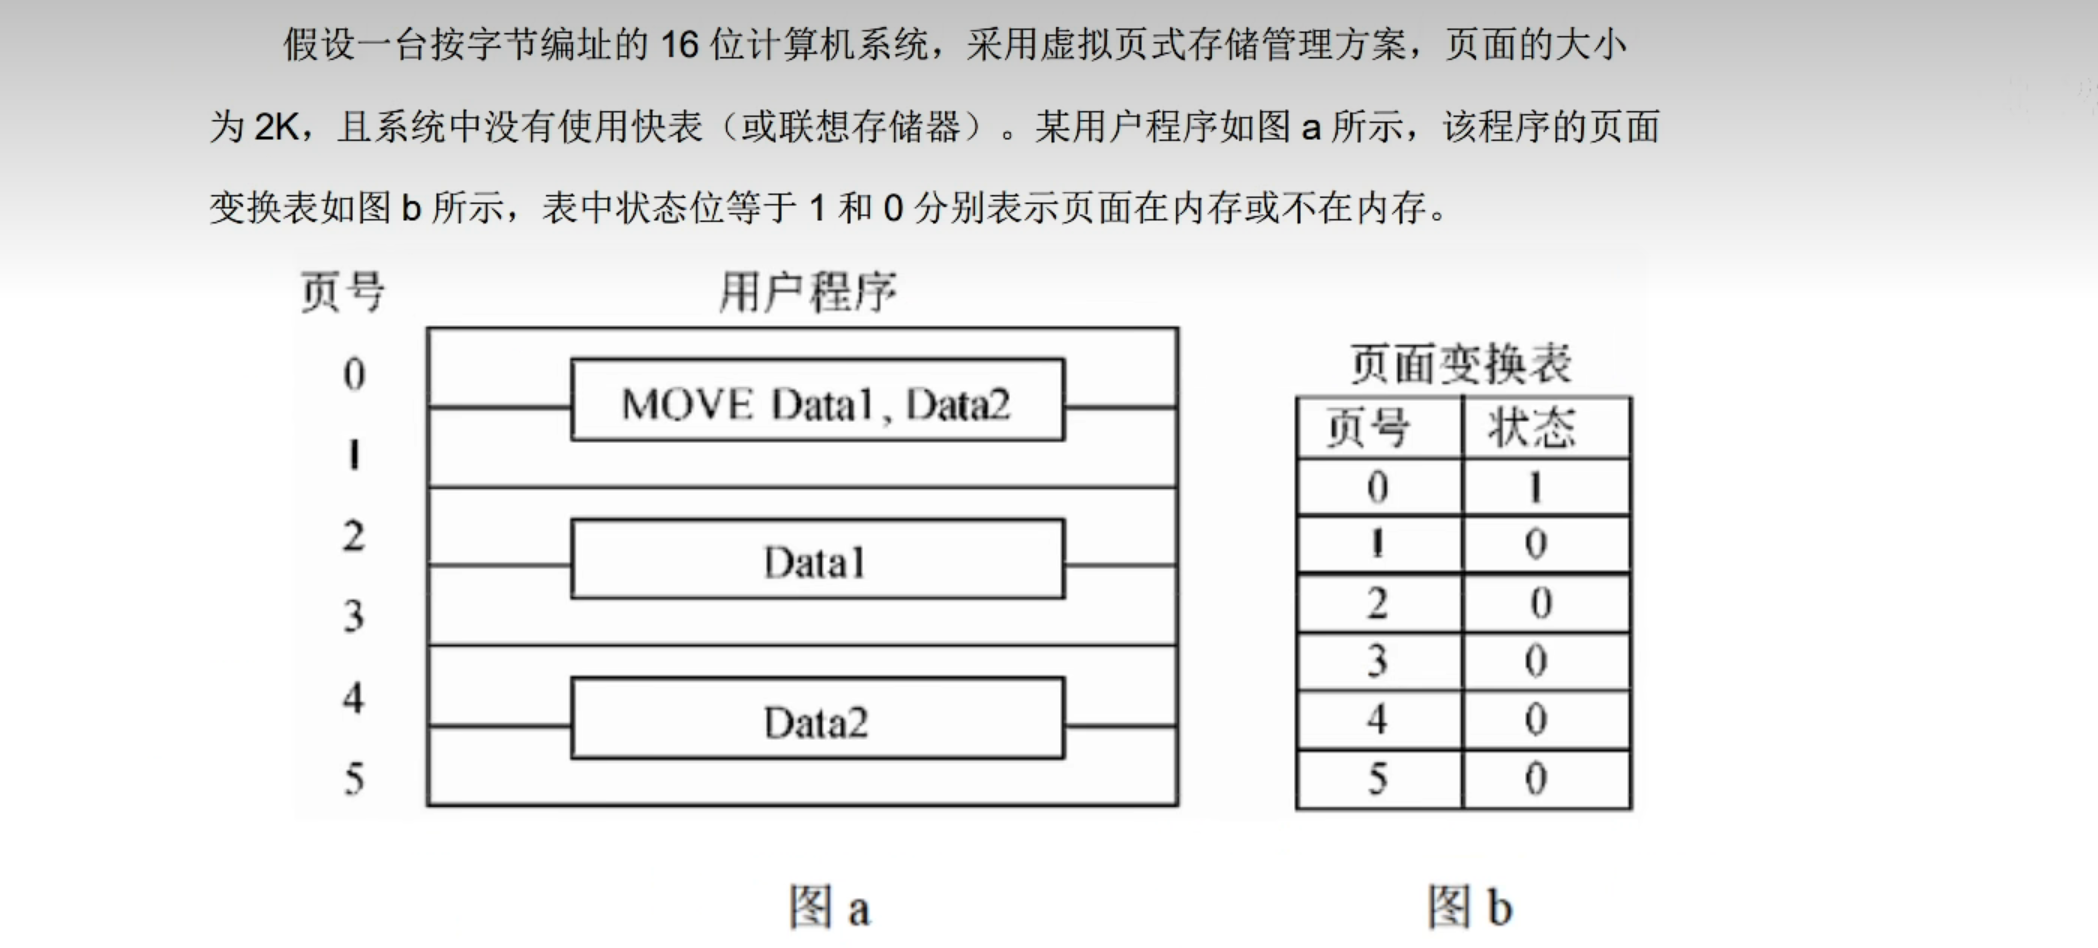 假设一台按字节编址的 16 位计算机系统，采用虚拟页式存储管理方案，页面的大小
为 2K，且系统中没有使用快表（或联想存储器）。某用户程序如图 a 所示，该程序的页面
变换表如图 b 所示，表中状态位等于 1 和 0 分别表示页面在内存或不在内存。
页号 用户程序
0
MOVE Data1, Data2
1
2
Data1
3
4
Data2
5
页面变换表
页号 状态
0 1
1 0
2 0
3 0
4 0
5 0
图 a 图 b